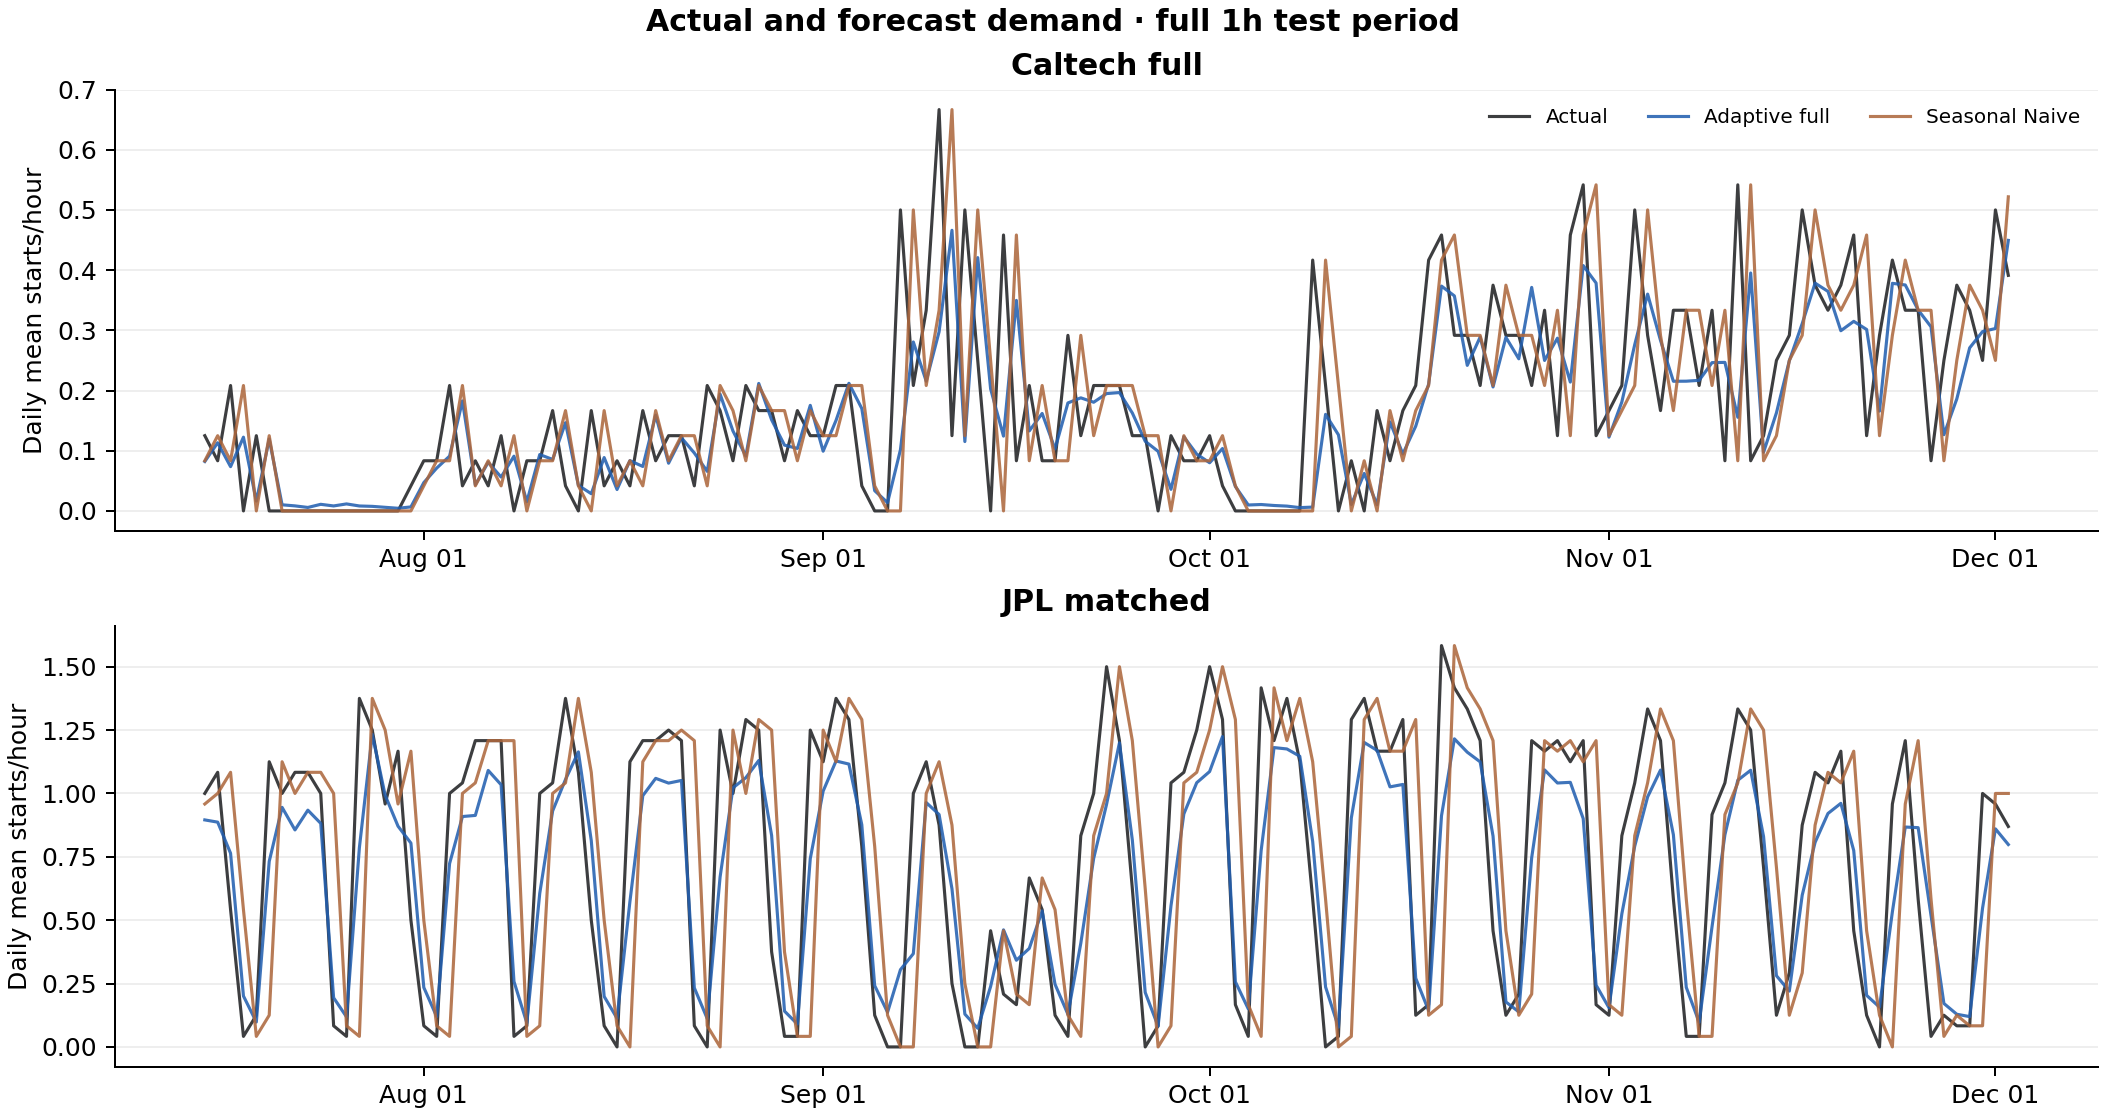 Actual and forecast demand · full 1h test period
Caltech full
Daily mean starts/hour
0.7
0.6
0.5
0.4
0.3
0.2
0.1
0.0
Actual
Adaptive full
Seasonal Naive
Aug 01
Sep 01
Oct 01
Nov 01
Dec 01
JPL matched
Daily mean starts/hour
1.50
1.25
1.00
0.75
0.50
0.25
0.00
Aug 01
Sep 01
Oct 01
Nov 01
Dec 01